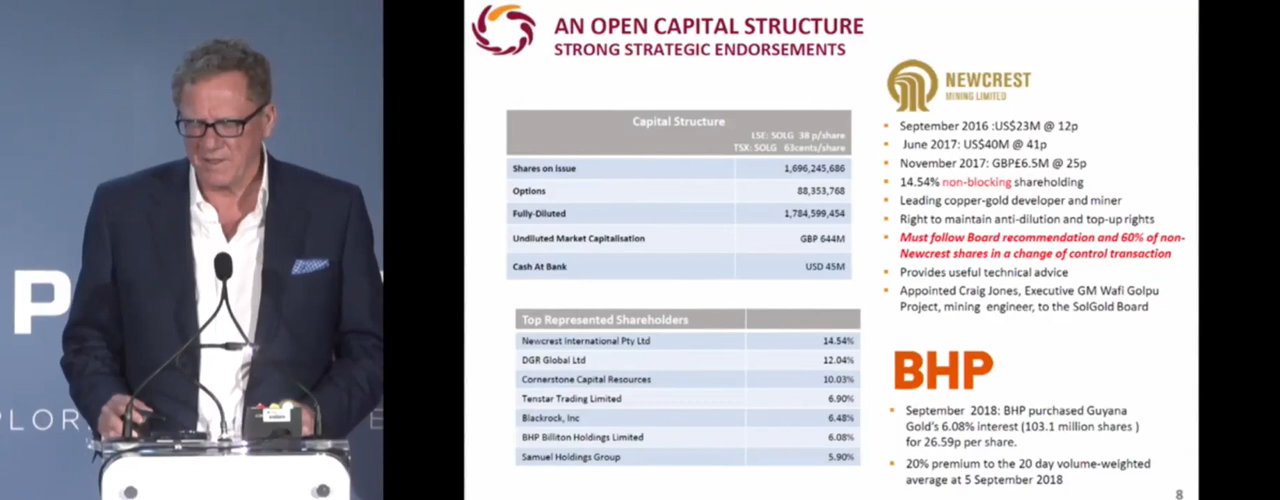 P
PLOR
E
AN OPEN CAPITAL STRUCTURE
STRONG STRATEGIC ENDORSEMENTS
Capital Structure
LSE: SOLG 38 p/share
TSX: SOLG 63cents/share
Shares on issue 1,696,245,686
Options 88,353,768
Fully-Diluted 1,784,599,454
Undiluted Market Capitalisation GBP 644M
Cash At Bank USD 45M
Top Represented Shareholders
Newcrest International Pty Ltd 14.54%
DGR Global Ltd 12.04%
Cornerstone Capital Resources 10.03%
Tenstar Trading Limited 6.90%
Blackrock, Inc 6.48%
BHP Billiton Holdings Limited 6.08%
Samuel Holdings Group 5.90%
NEWCREST
MINING LIMITED
September 2016 :US$23M @ 12p
June 2017: US$40M @ 41p
November 2017: GBP£6.5M @ 25p
14.54% non-blocking shareholding
Leading copper-gold developer and miner
Right to maintain anti-dilution and top-up rights
Must follow Board recommendation and 60% of non-
Newcrest shares in a change of control transaction
Provides useful technical advice
Appointed Craig Jones, Executive GM Wafi Golpu
Project, mining engineer, to the SolGold Board
BHP
September 2018: BHP purchased Guyana
Gold's 6.08% interest (103.1 million shares )
for 26.59p per share.
20% premium to the 20 day volume-weighted
average at 5 September 2018
8